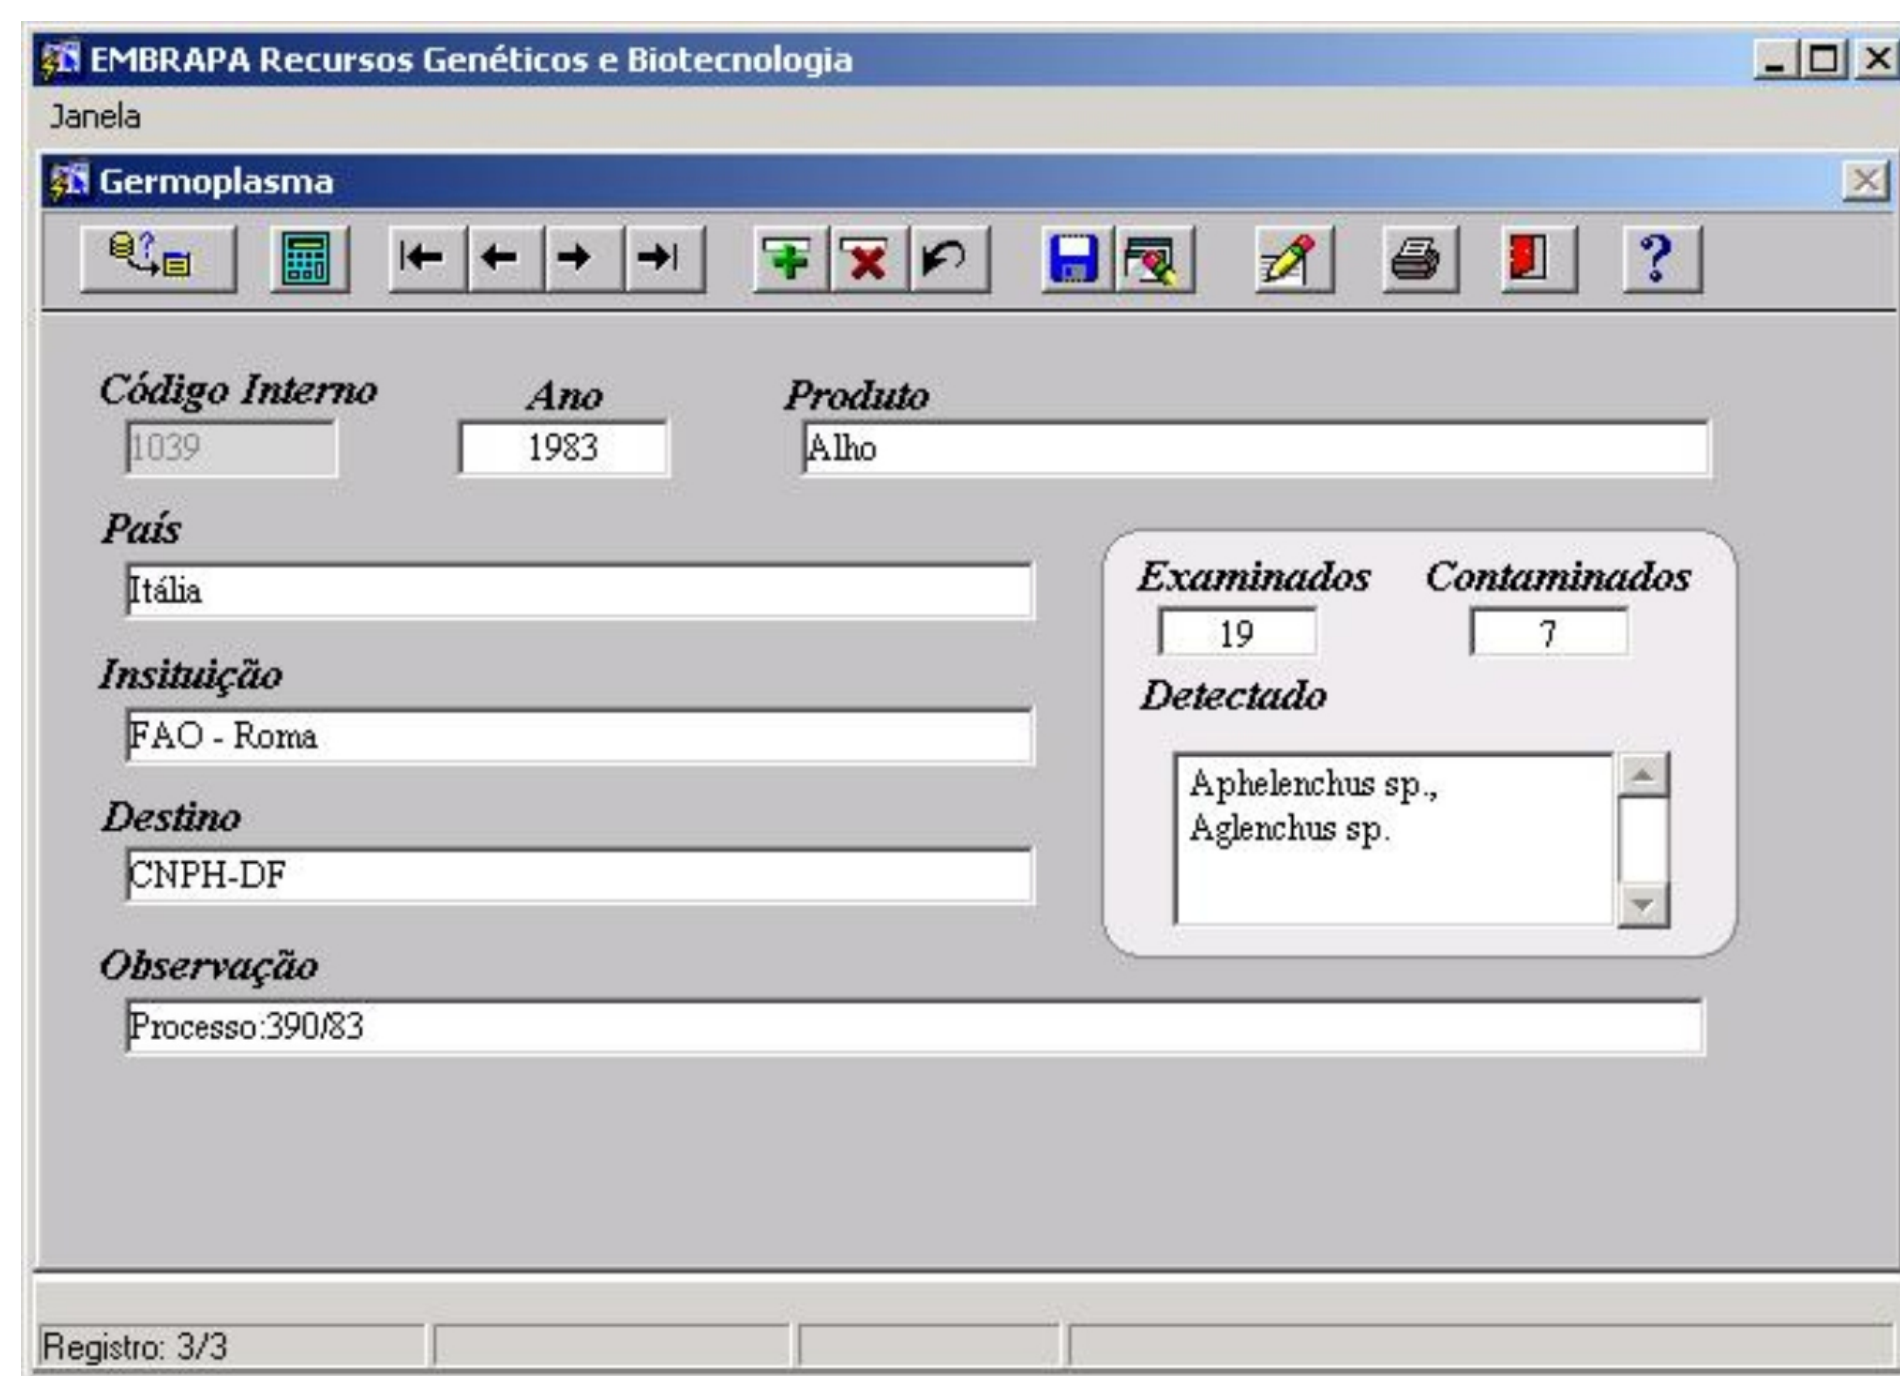 EMBRAPA Recursos Genéticos e Biotecnologia
Janela
Germoplasma
Código Interno Ano Produto
1039 1983 Alho
País
Itália
Examinados Contaminados
19 7
Insituição
FAO - Roma
Detectado
Aphelenchus sp.,
Aglenchus sp.
Destino
CNPH-DF
Observação
Processo:390/83
Registro: 3/3